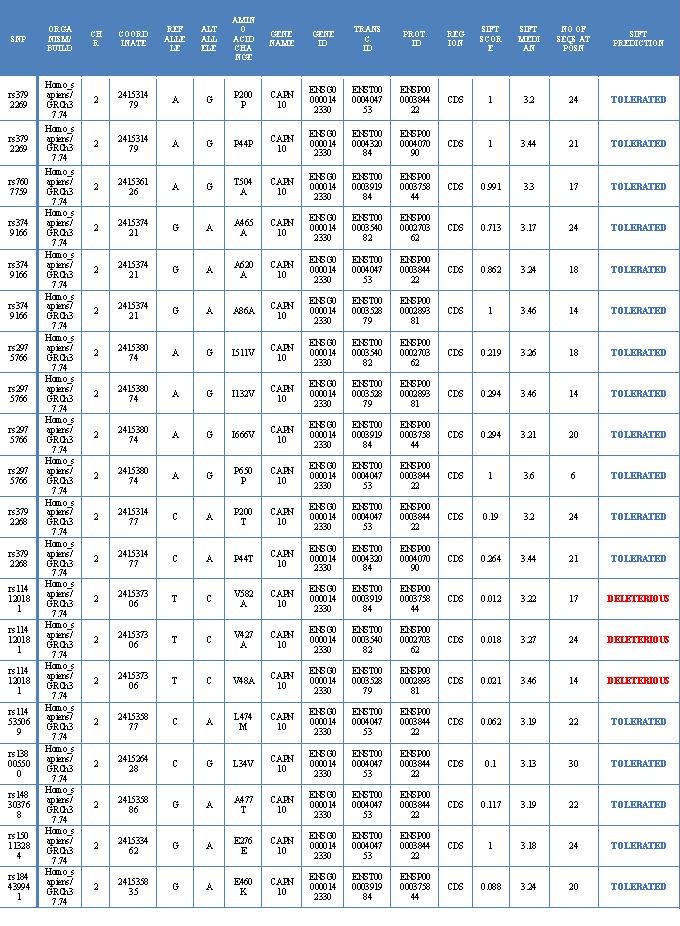 SNP ORGANISM/BUILD CHR COORDINATE REF ALLELE ALT ALLELE AMINO ACID CHANGE GENE NAME GENE ID TRANSC. ID PROT. ID REGION SIFT SCORE SIFT MEDIAN NO OF SEQS AT POSN SIFT PREDICTION
rs3792269 Homo_sapiens/GRCh37.74 2 241531479 A G P200P CAPN10 ENSG00000142330 ENST00000404753 ENSP00000384422 CDS 1 3.2 24 TOLERATED
rs3792269 Homo_sapiens/GRCh37.74 2 241531479 A G P44P CAPN10 ENSG00000142330 ENST00000432084 ENSP00000407090 CDS 1 3.44 21 TOLERATED
rs7607759 Homo_sapiens/GRCh37.74 2 241536126 A G T504A CAPN10 ENSG00000142330 ENST00000391984 ENSP00000375844 CDS 0.991 3.3 17 TOLERATED
rs3749166 Homo_sapiens/GRCh37.74 2 241537421 G A A465A CAPN10 ENSG00000142330 ENST00000354082 ENSP00000270362 CDS 0.713 3.17 24 TOLERATED
rs3749166 Homo_sapiens/GRCh37.74 2 241537421 G A A620A CAPN10 ENSG00000142330 ENST00000404753 ENSP00000384422 CDS 0.862 3.24 18 TOLERATED
rs3749166 Homo_sapiens/GRCh37.74 2 241537421 G A A86A CAPN10 ENSG00000142330 ENST00000352879 ENSP00000289381 CDS 1 3.46 14 TOLERATED
rs2975766 Homo_sapiens/GRCh37.74 2 241538074 A G I511V CAPN10 ENSG00000142330 ENST00000354082 ENSP00000270362 CDS 0.219 3.26 18 TOLERATED
rs2975766 Homo_sapiens/GRCh37.74 2 241538074 A G I132V CAPN10 ENSG00000142330 ENST00000352879 ENSP00000289381 CDS 0.294 3.46 14 TOLERATED
rs2975766 Homo_sapiens/GRCh37.74 2 241538074 A G I666V CAPN10 ENSG00000142330 ENST00000391984 ENSP00000375844 CDS 0.294 3.21 20 TOLERATED
rs2975766 Homo_sapiens/GRCh37.74 2 241538074 A G P650P CAPN10 ENSG00000142330 ENST00000404753 ENSP00000384422 CDS 1 3.6 6 TOLERATED
rs3792268 Homo_sapiens/GRCh37.74 2 241531477 C A P200T CAPN10 ENSG00000142330 ENST00000404753 ENSP00000384422 CDS 0.19 3.2 24 TOLERATED
rs3792268 Homo_sapiens/GRCh37.74 2 241531477 C A P44T CAPN10 ENSG00000142330 ENST00000432084 ENSP00000407090 CDS 0.264 3.44 21 TOLERATED
rs114120181 Homo_sapiens/GRCh37.74 2 241537306 T C V582A CAPN10 ENSG00000142330 ENST00000391984 ENSP00000375844 CDS 0.012 3.22 17 DELETERIOUS
rs114120181 Homo_sapiens/GRCh37.74 2 241537306 T C V427A CAPN10 ENSG00000142330 ENST00000354082 ENSP00000270362 CDS 0.018 3.27 24 DELETERIOUS
rs114120181 Homo_sapiens/GRCh37.74 2 241537306 T C V48A CAPN10 ENSG00000142330 ENST00000352879 ENSP00000289381 CDS 0.021 3.46 14 DELETERIOUS
rs114535069 Homo_sapiens/GRCh37.74 2 241535877 C A L474M CAPN10 ENSG00000142330 ENST00000404753 ENSP00000384422 CDS 0.062 3.19 22 TOLERATED
rs138005500 Homo_sapiens/GRCh37.74 2 241526428 C G L34V CAPN10 ENSG00000142330 ENST00000404753 ENSP00000384422 CDS 0.1 3.13 30 TOLERATED
rs148303768 Homo_sapiens/GRCh37.74 2 241535886 G A A477T CAPN10 ENSG00000142330 ENST00000404753 ENSP00000384422 CDS 0.117 3.19 22 TOLERATED
rs150113284 Homo_sapiens/GRCh37.74 2 241533462 G A E276E CAPN10 ENSG00000142330 ENST00000404753 ENSP00000384422 CDS 1 3.18 24 TOLERATED
rs184439941 Homo_sapiens/GRCh37.74 2 241535835 G A E460K CAPN10 ENSG00000142330 ENST00000391984 ENSP00000375844 CDS 0.088 3.24 20 TOLERATED